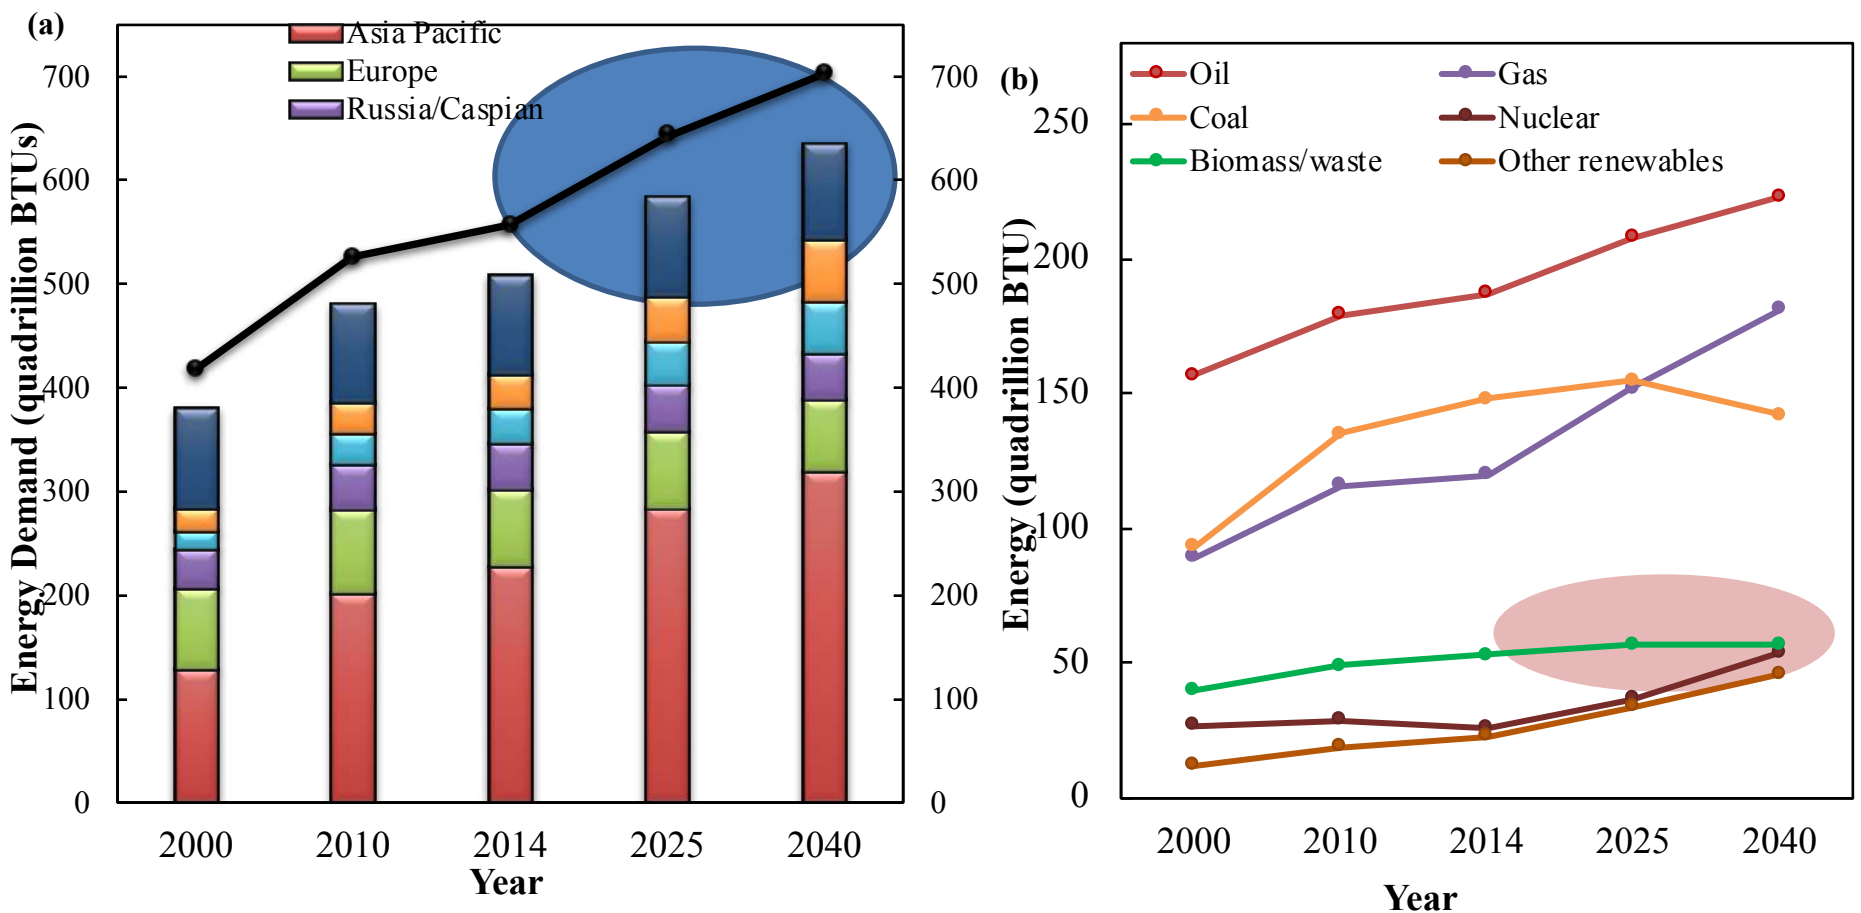 (a)
Asia Pacific
Europe
Russia/Caspian
Energy Demand (quadrillion BTUs)
700
600
500
400
300
200
100
0
700
600
500
400
300
200
100
0
2000 2010 2014 2025 2040
Year
(b)
Oil Gas
Coal Nuclear
Biomass/waste Other renewables
Energy (quadrillion BTU)
250
200
150
100
50
0
2000 2010 2014 2025 2040
Year